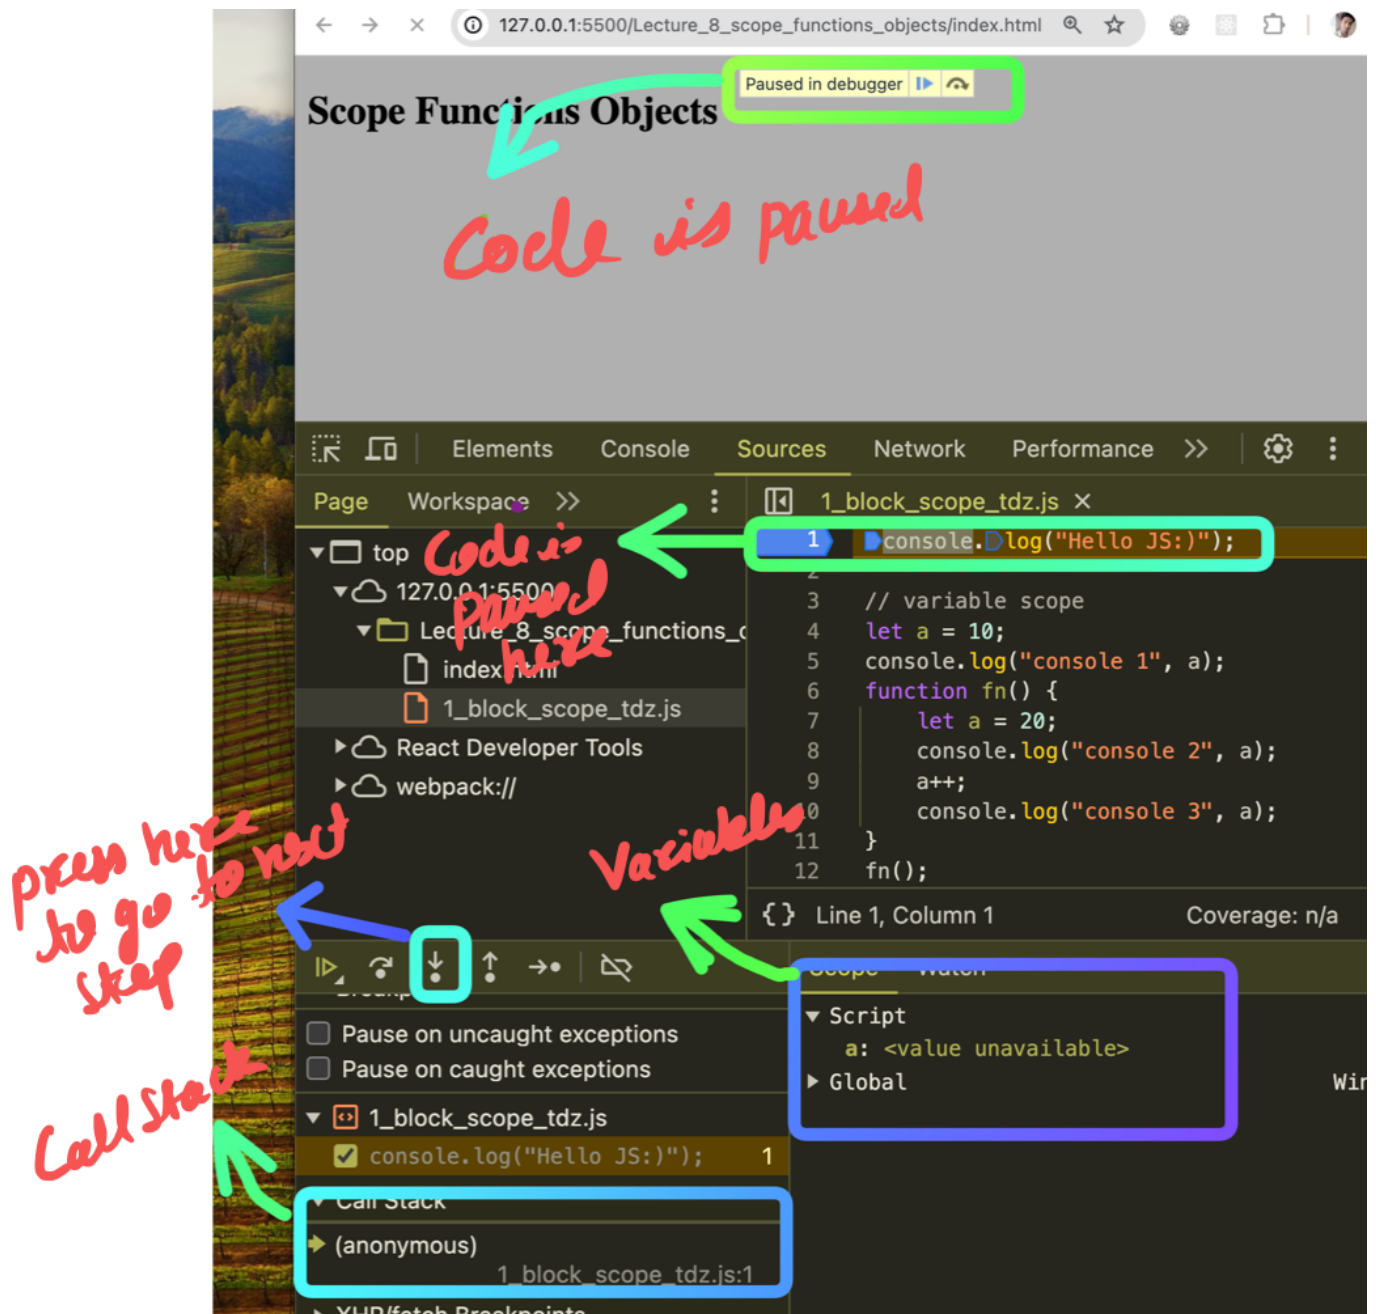 127.0.0.1:5500/Lecture_8_scope_functions_objects/index.html
Paused in debugger
Scope Functions Objects
Code is paused
Elements Console Sources Network Performance
Page Workspace
1_block_scope_tdz.js
top
127.0.0.1:5500
Lecture_8_scope_functions_
index.html
1_block_scope_tdz.js
React Developer Tools
webpack://
Code is
paused
here
1 console.log("Hello JS:)");
2
3 // variable scope
4 let a = 10;
5 console.log("console 1", a);
6 function fn() {
7 let a = 20;
8 console.log("console 2", a);
9 a++;
10 console.log("console 3", a);
11 }
12 fn();
{} Line 1, Column 1 Coverage: n/a
press here
to go to next
step
Variables
Pause on uncaught exceptions
Pause on caught exceptions
1_block_scope_tdz.js
console.log("Hello JS:)"); 1
Call Stack
Call Stack
(anonymous)
1_block_scope_tdz.js:1
XHR/fetch Breakpoints
Scope Watch
Script
a: <value unavailable>
Global Wir